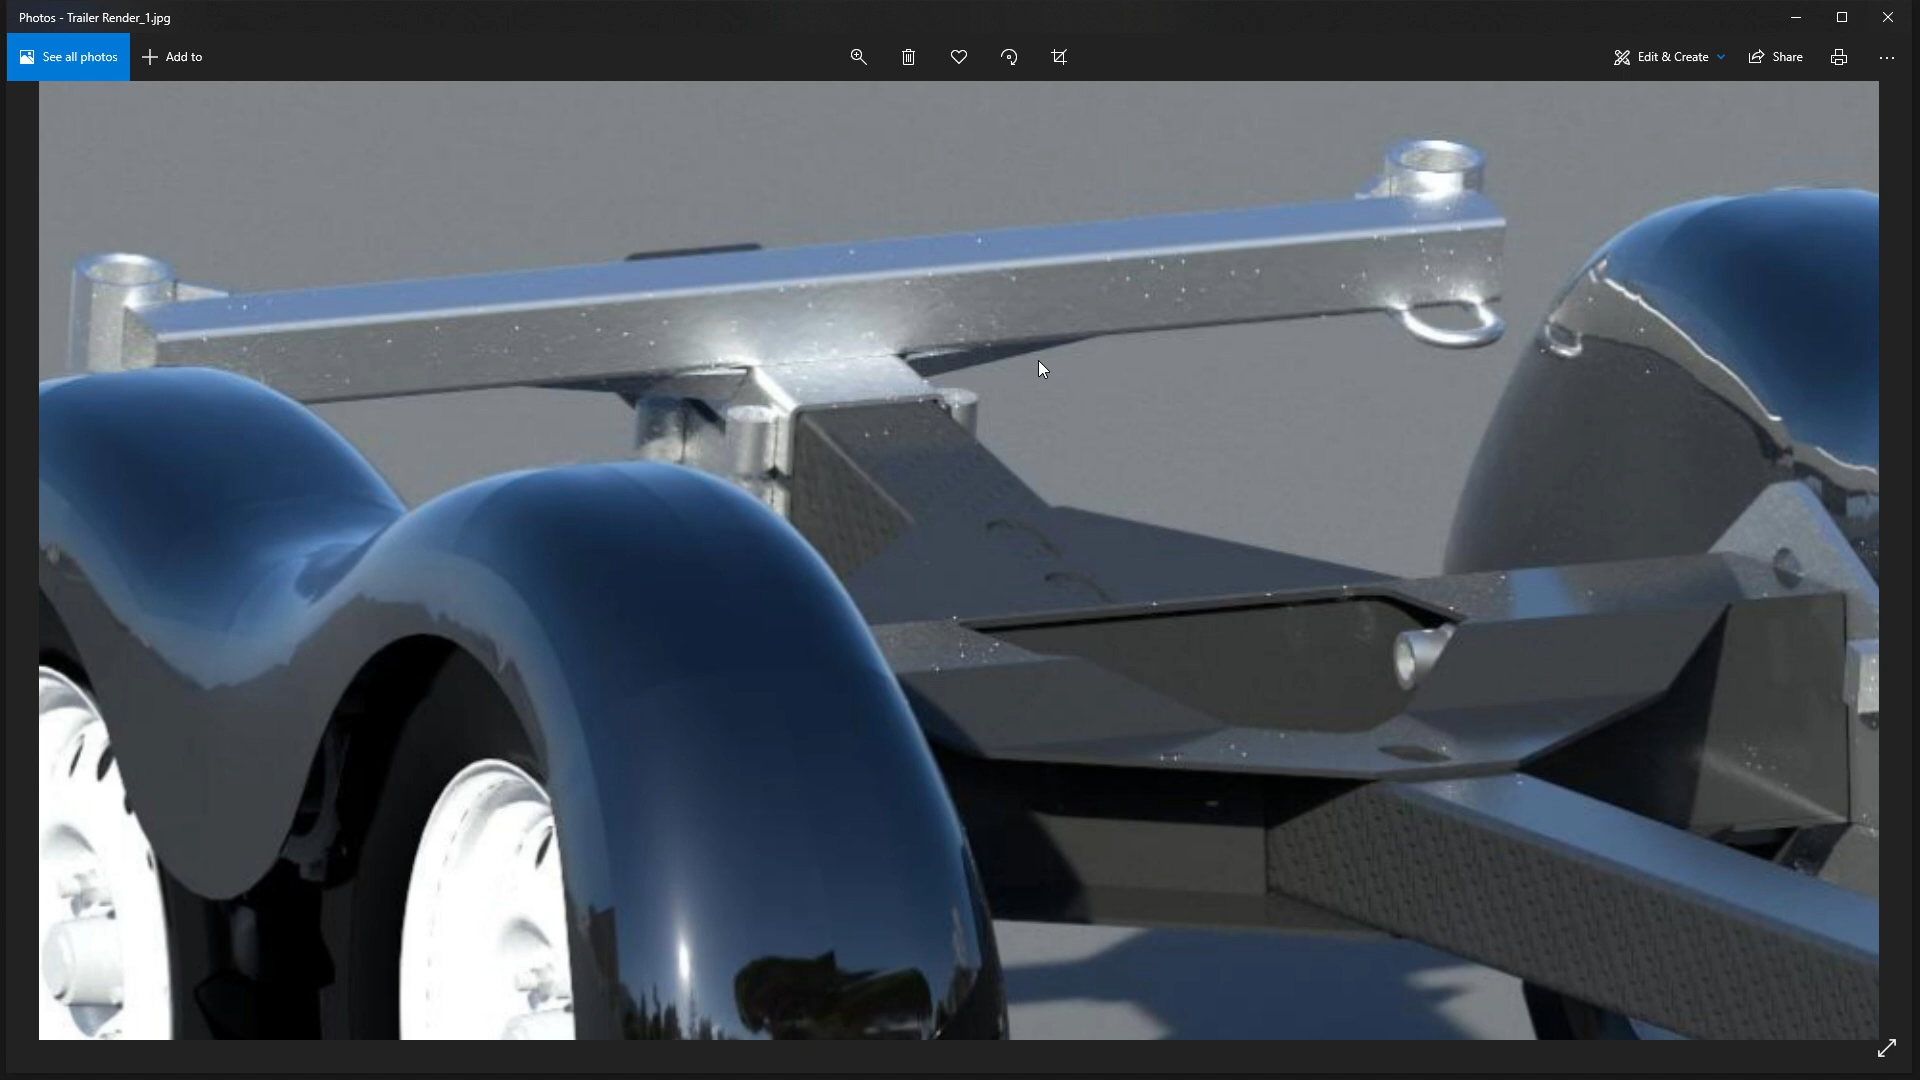 Photos - Trailer Render_1.jpg
See all photos
Add to
Edit & Create
Share